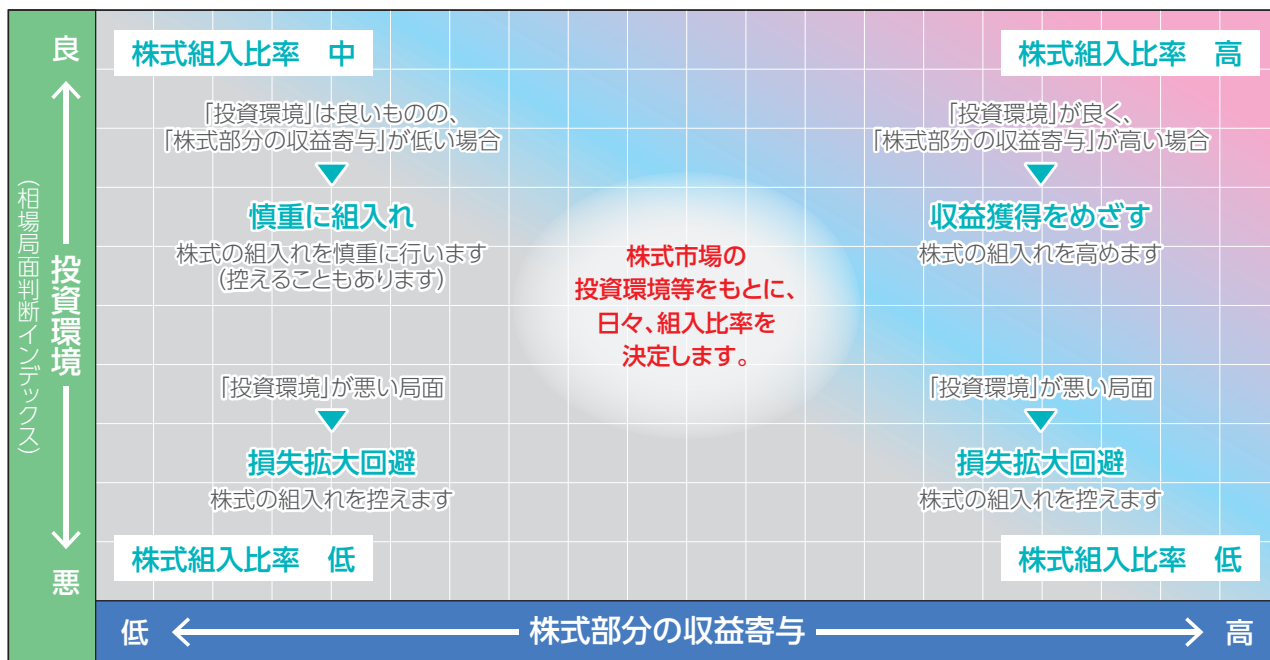 良
投資環境
(相場局面判断インデックス)
悪
株式組入比率　中
「投資環境」は良いものの、
「株式部分の収益寄与」が低い場合
慎重に組入れ
株式の組入れを慎重に行います
(控えることもあります)
株式組入比率　高
「投資環境」が良く、
「株式部分の収益寄与」が高い場合
収益獲得をめざす
株式の組入れを高めます
株式市場の
投資環境等をもとに、
日々、組入比率を
決定します。
「投資環境」が悪い局面
損失拡大回避
株式の組入れを控えます
株式組入比率　低
「投資環境」が悪い局面
損失拡大回避
株式の組入れを控えます
株式組入比率　低
低
株式部分の収益寄与
高